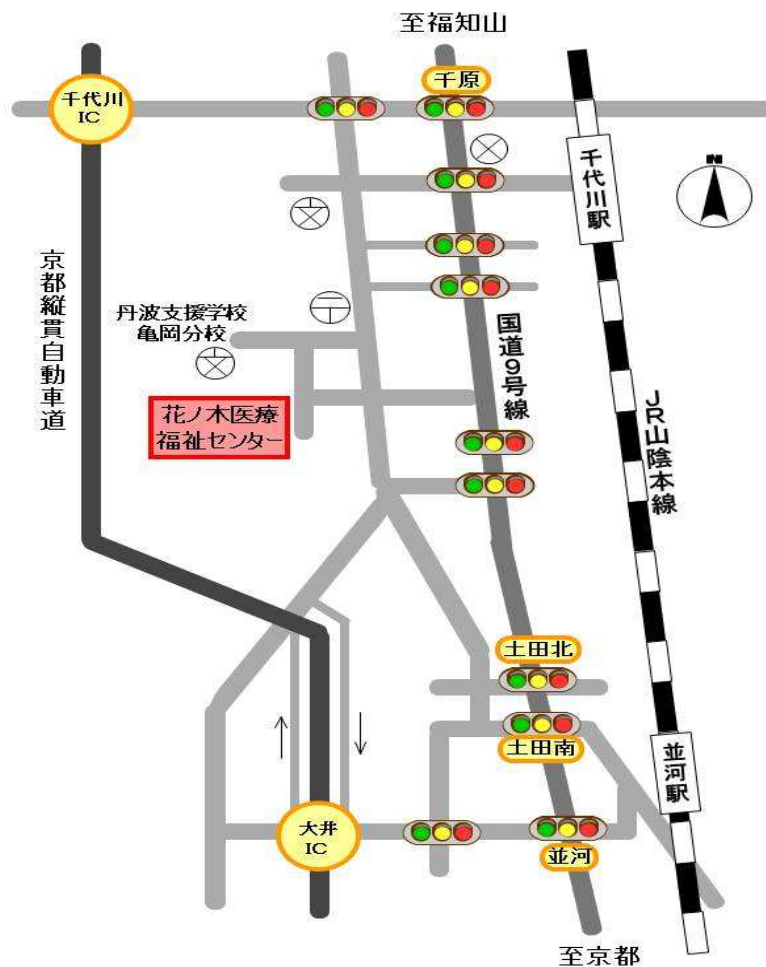 至福知山
千原
千代川
IC
千代川駅
N
京都縦貫自動車道
丹波支援学校
亀岡分校
国道9号線
花ノ木医療
福祉センター
JR山陰本線
土田北
土田南
並河駅
大井
IC
並河
至京都